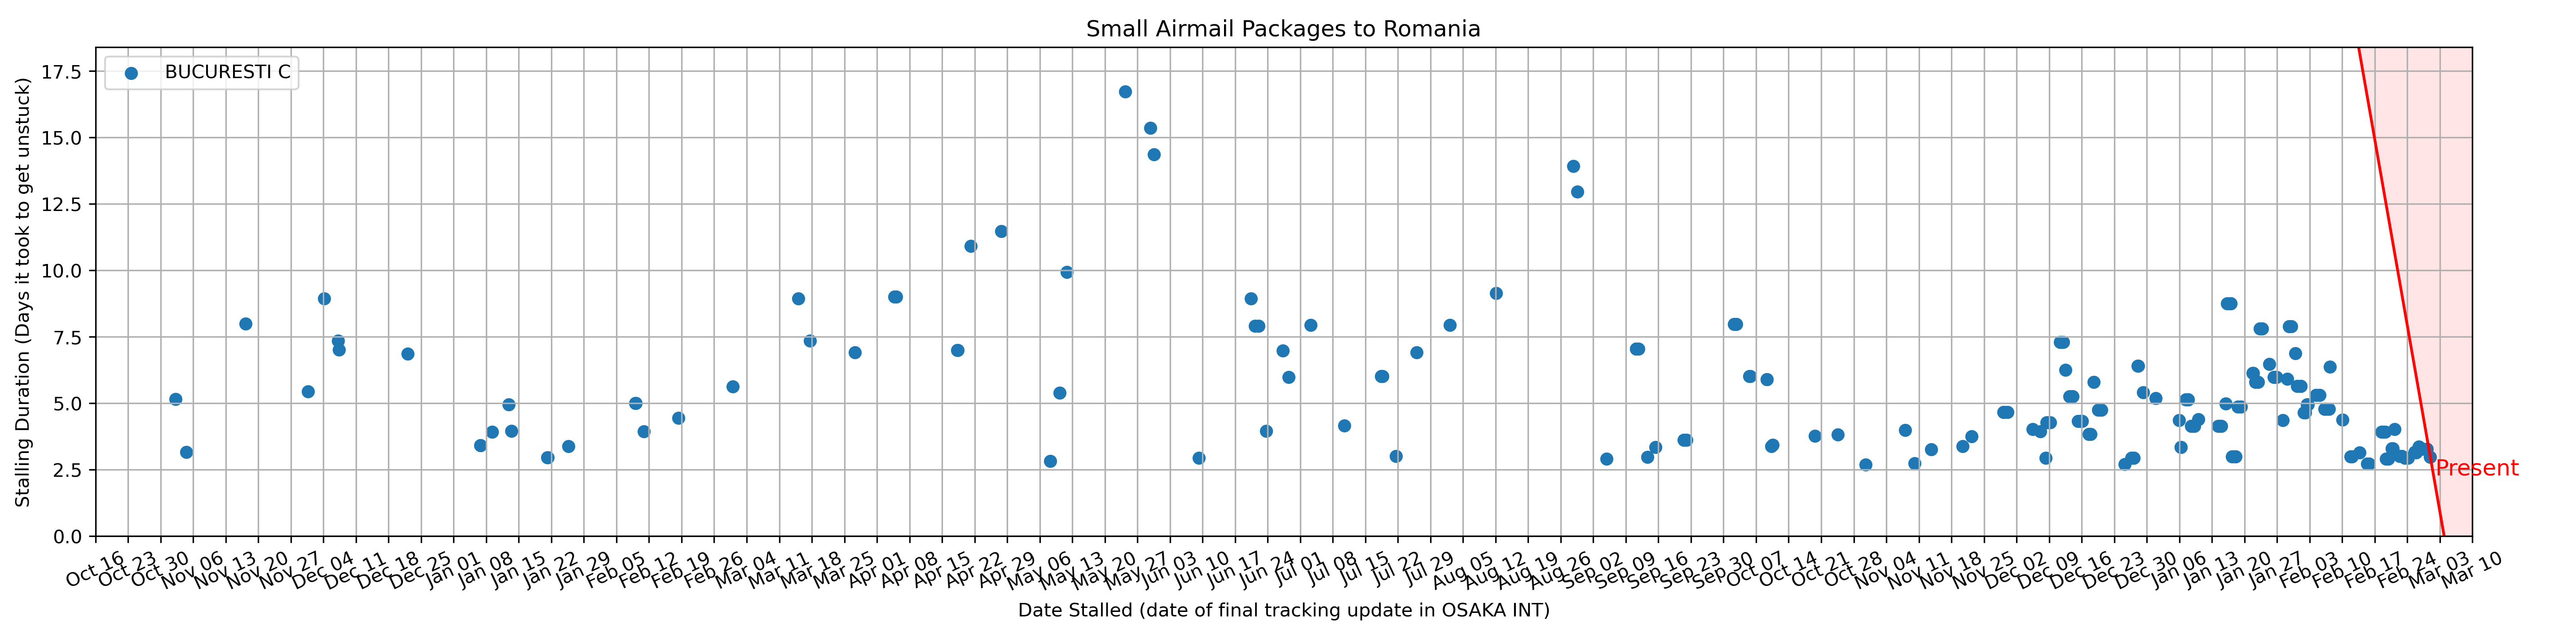 Small Airmail Packages to Romania
BUCURESTI C
Stalling Duration (Days it took to get unstuck)
17.5
15.0
12.5
10.0
7.5
5.0
2.5
0.0
Present
Oct 16 Oct 23 Oct 30 Nov 06 Nov 13 Nov 20 Nov 27 Dec 04 Dec 11 Dec 18 Dec 25 Jan 01 Jan 08 Jan 15 Jan 22 Jan 29 Feb 05 Feb 12 Feb 19 Feb 26 Mar 04 Mar 11 Mar 18 Mar 25 Apr 01 Apr 08 Apr 15 Apr 22 Apr 29 May 06 May 13 May 20 May 27 Jun 03 Jun 10 Jun 17 Jun 24 Jul 01 Jul 08 Jul 15 Jul 22 Jul 29 Aug 05 Aug 12 Aug 19 Aug 26 Sep 02 Sep 09 Sep 16 Sep 23 Sep 30 Oct 07 Oct 14 Oct 21 Oct 28 Nov 04 Nov 11 Nov 18 Nov 25 Dec 02 Dec 09 Dec 16 Dec 23 Dec 30 Jan 06 Jan 13 Jan 20 Jan 27 Feb 03 Feb 10 Feb 17 Feb 24 Mar 03 Mar 10
Date Stalled (date of final tracking update in OSAKA INT)